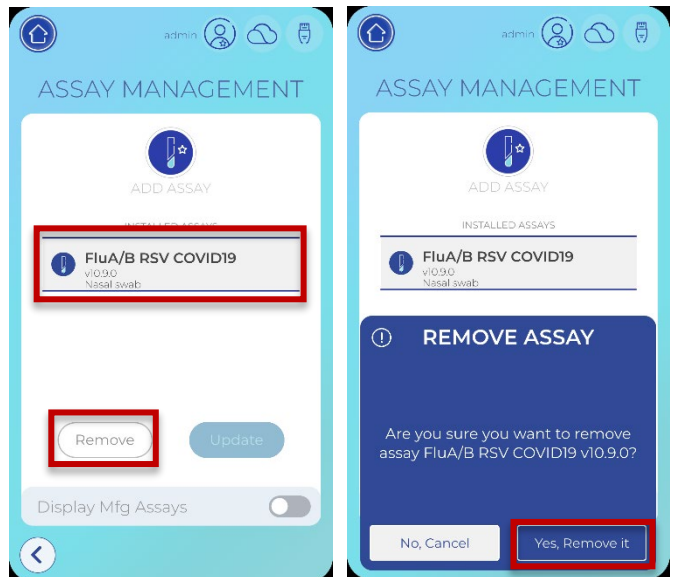 admin
ASSAY MANAGEMENT
ADD ASSAY
INSTALLED ASSAYS
FluA/B RSV COVID19
v10.9.0
Nasal swab
Remove
Update
Display Mfg Assays
admin
ASSAY MANAGEMENT
ADD ASSAY
INSTALLED ASSAYS
FluA/B RSV COVID19
v10.9.0
Nasal swab
REMOVE ASSAY
Are you sure you want to remove
assay FluA/B RSV COVID19 v10.9.0?
No, Cancel
Yes, Remove it